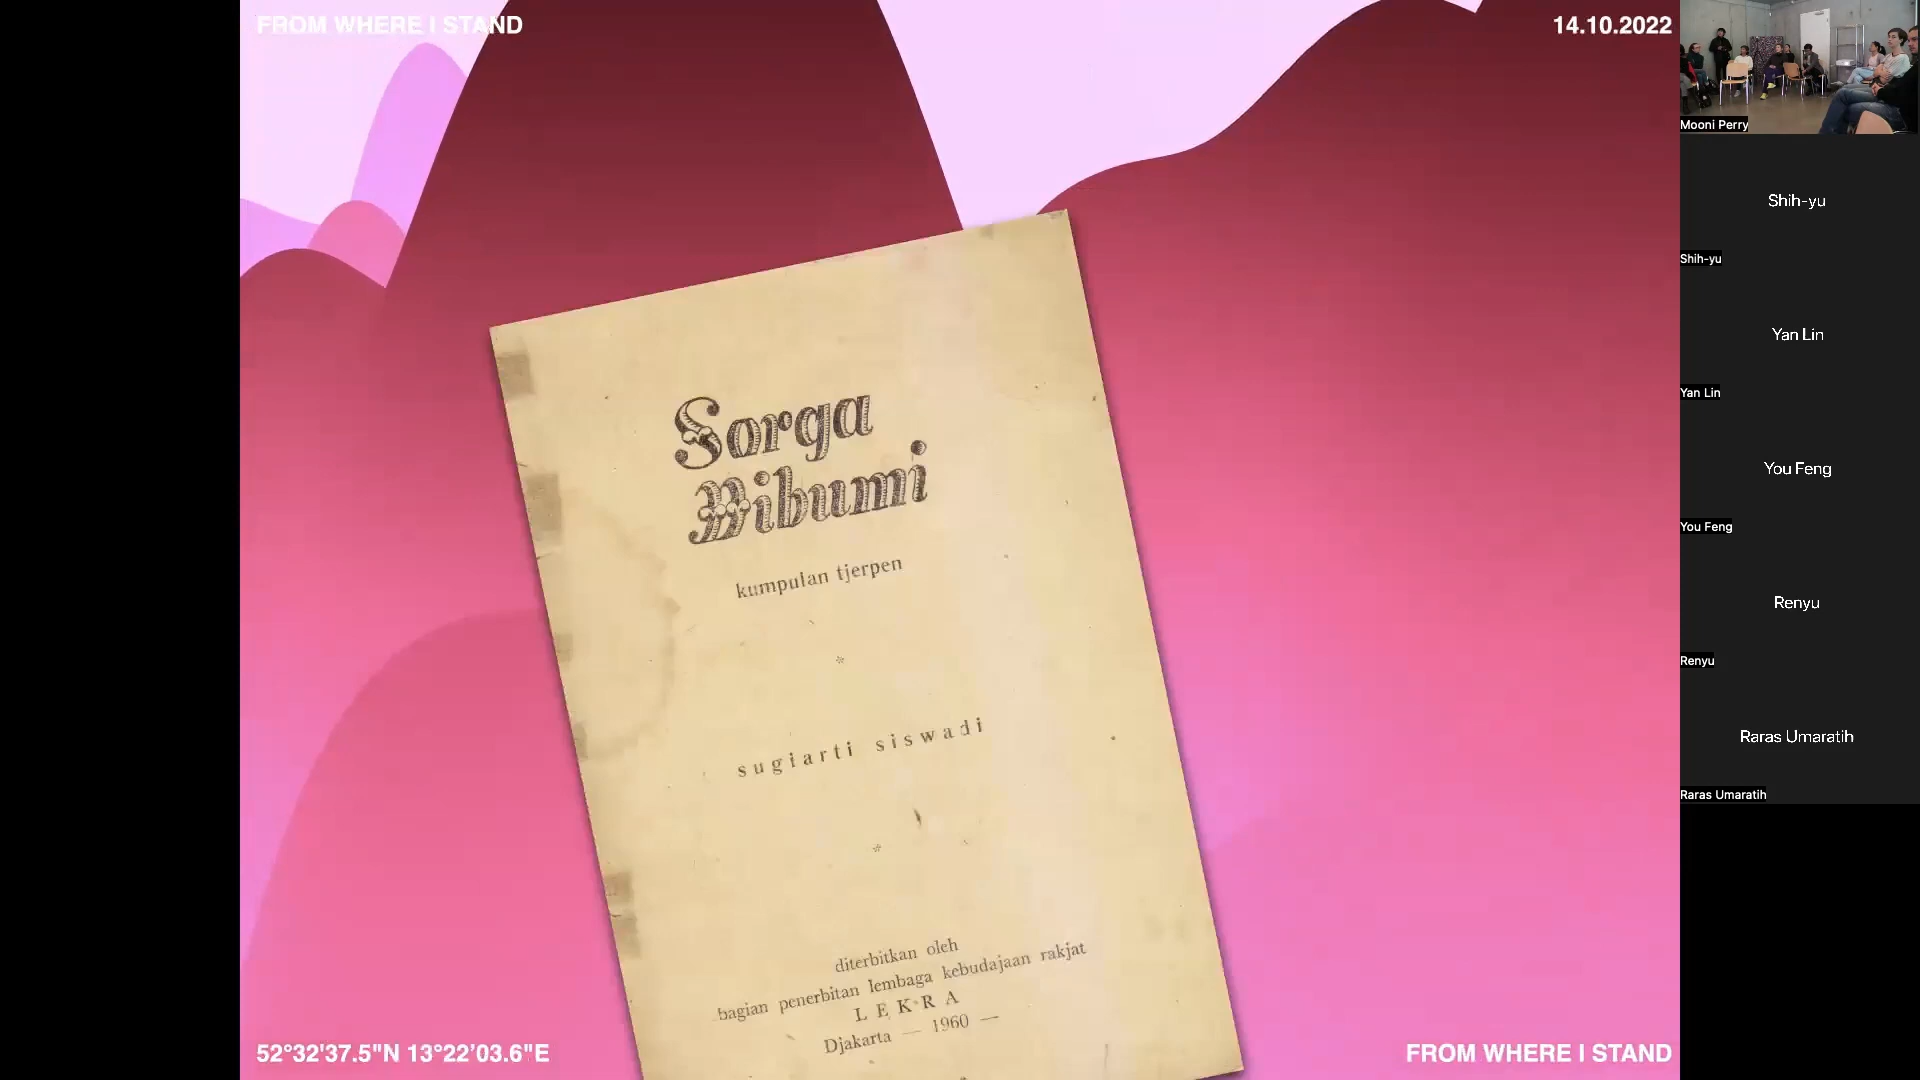 FROM WHERE I STAND
14.10.2022
Sorga
Dibumi
kumpulan tjerpen
sugiarti siswadi
diterbitkan oleh
bagian penerbitan lembaga kebudajaan rakjat
LEKRA
Djakarta — 1960 —
52°32'37.5"N 13°22’03.6"E
FROM WHERE I STAND
Mooni Perry
Shih-yu
Shih-yu
Yan Lin
Yan Lin
You Feng
You Feng
Renyu
Renyu
Raras Umaratih
Raras Umaratih